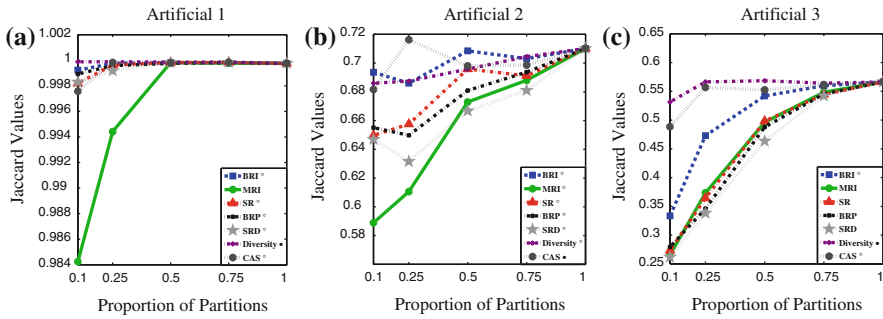 Artificial 1
(a)
Jaccard Values
1.002
1
0.998
0.996
0.994
0.992
0.99
0.988
0.986
0.984
0.1
0.25
0.5
0.75
1
Proportion of Partitions
BRI °
MRI
SR °
BRP °
SRD °
Diversity •
CAS °
Artificial 2
(b)
Jaccard Values
0.72
0.7
0.68
0.66
0.64
0.62
0.6
0.58
0.1
0.25
0.5
0.75
1
Proportion of Partitions
BRI °
MRI °
SR °
BRP °
SRD °
Diversity °
CAS •
Artificial 3
(c)
Jaccard Values
0.65
0.6
0.55
0.5
0.45
0.4
0.35
0.3
0.25
0.1
0.25
0.5
0.75
1
Proportion of Partitions
BRI °
MRI
SR
BRP
SRD
Diversity •
CAS °